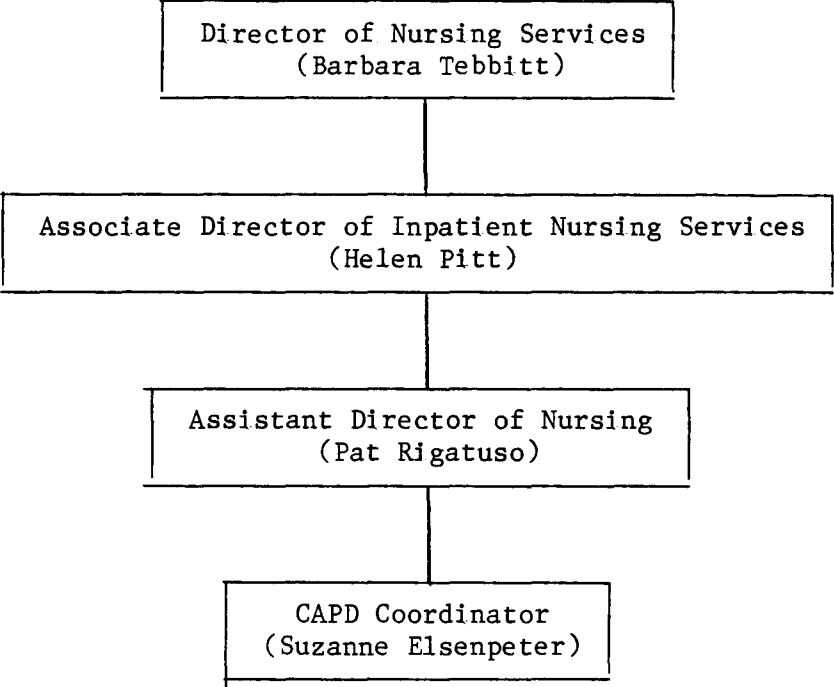 Director of Nursing Services
(Barbara Tebbitt)
Associate Director of Inpatient Nursing Services
(Helen Pitt)
Assistant Director of Nursing
(Pat Rigatuso)
CAPD Coordinator
(Suzanne Elsenpeter)